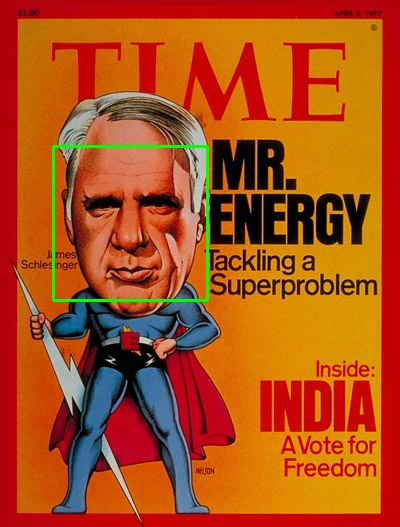 $1.00
APRIL 4, 1977
®
TIME
MR.
ENERGY
Tackling a
Superproblem
James
Schlesinger
E
Inside:
INDIA
A Vote for
Freedom
NELSON